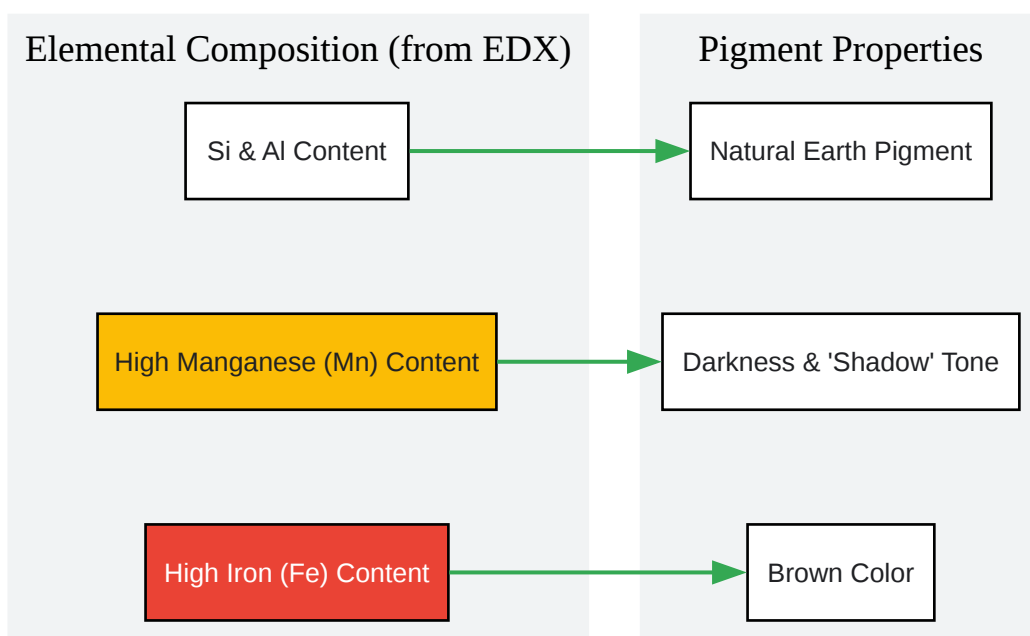 Elemental Composition (from EDX)
Pigment Properties
Si & Al Content
Natural Earth Pigment
High Manganese (Mn) Content
Darkness & 'Shadow' Tone
High Iron (Fe) Content
Brown Color